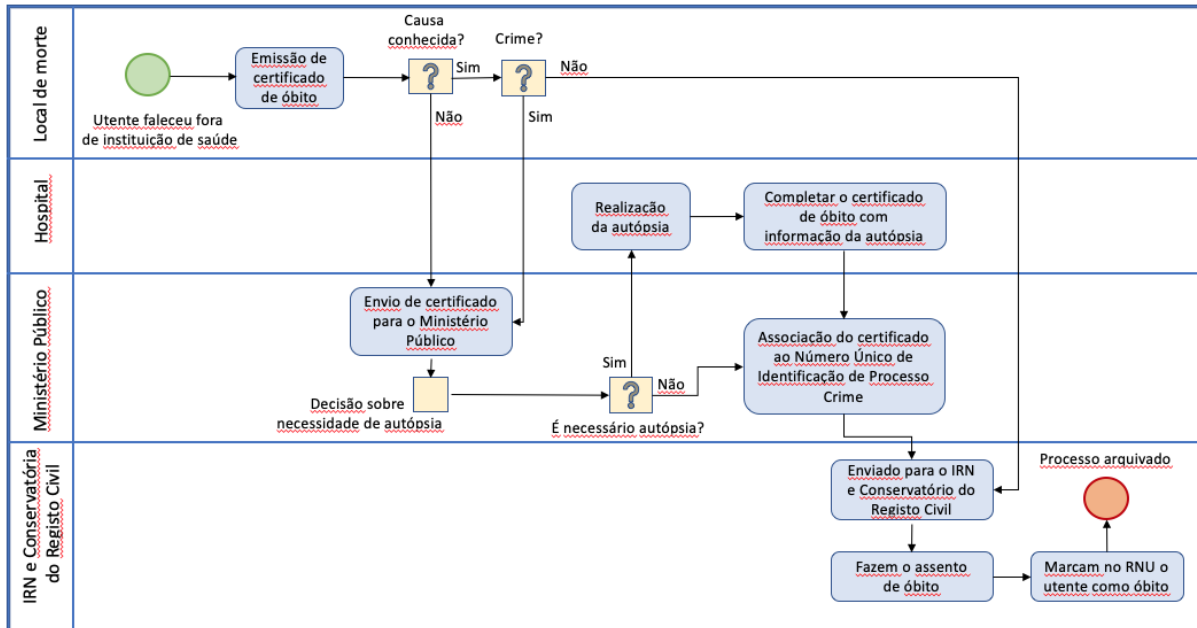 Local de morte
Utente faleceu fora
de instituição de saúde
Emissão de
certificado
de óbito
Causa
conhecida?
?
Sim
Não
Crime?
?
Não
Sim
Hospital
Realização
da autópsia
Completar o certificado
de óbito com
informação da autópsia
Ministério Público
Envio de certificado
para o Ministério
Público
Decisão sobre
necessidade de autópsia
Sim
?
Não
É necessário autópsia?
Associação do certificado
ao Número Único de
Identificação de Processo
Crime
IRN e Conservatória
do Registo Civil
Enviado para o IRN
e Conservatório do
Registo Civil
Fazem o assento
de óbito
Marcam no RNU o
utente como óbito
Processo arquivado